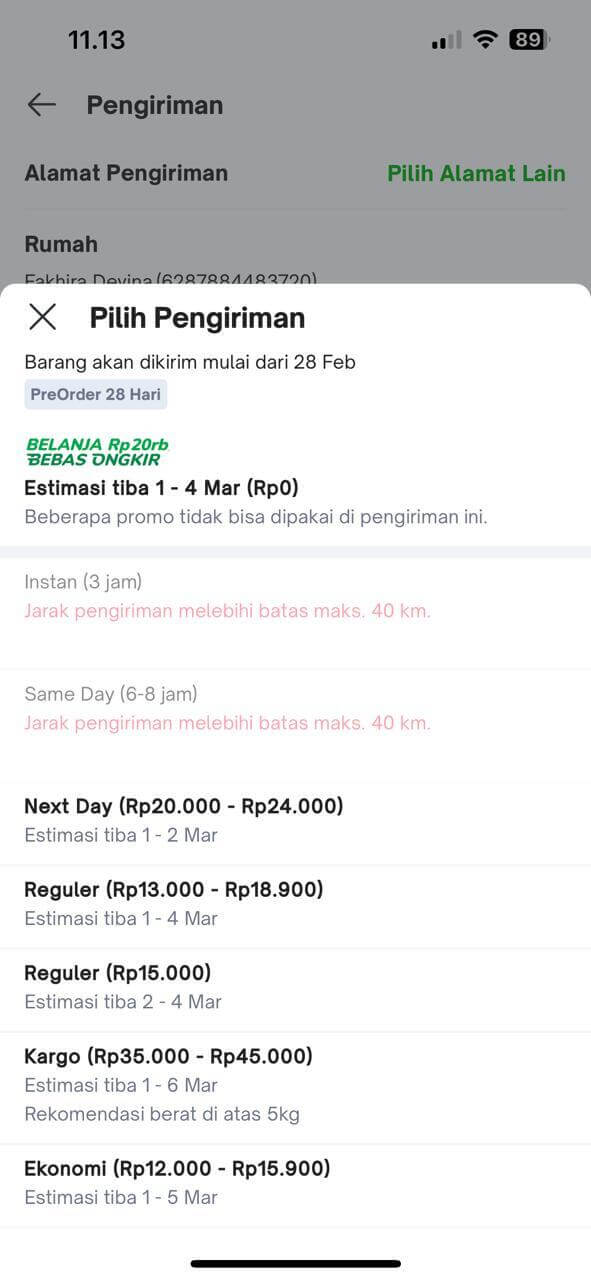 11.13
89
Pengiriman
Alamat Pengiriman
Pilih Alamat Lain
Rumah
Fakhira Devina (6287884483720)
Pilih Pengiriman
Barang akan dikirim mulai dari 28 Feb
PreOrder 28 Hari
BELANJA Rp20rb
BEBAS ONGKIR
Estimasi tiba 1 - 4 Mar (Rp0)
Beberapa promo tidak bisa dipakai di pengiriman ini.
Instan (3 jam)
Jarak pengiriman melebihi batas maks. 40 km.
Same Day (6-8 jam)
Jarak pengiriman melebihi batas maks. 40 km.
Next Day (Rp20.000 - Rp24.000)
Estimasi tiba 1 - 2 Mar
Reguler (Rp13.000 - Rp18.900)
Estimasi tiba 1 - 4 Mar
Reguler (Rp15.000)
Estimasi tiba 2 - 4 Mar
Kargo (Rp35.000 - Rp45.000)
Estimasi tiba 1 - 6 Mar
Rekomendasi berat di atas 5kg
Ekonomi (Rp12.000 - Rp15.900)
Estimasi tiba 1 - 5 Mar